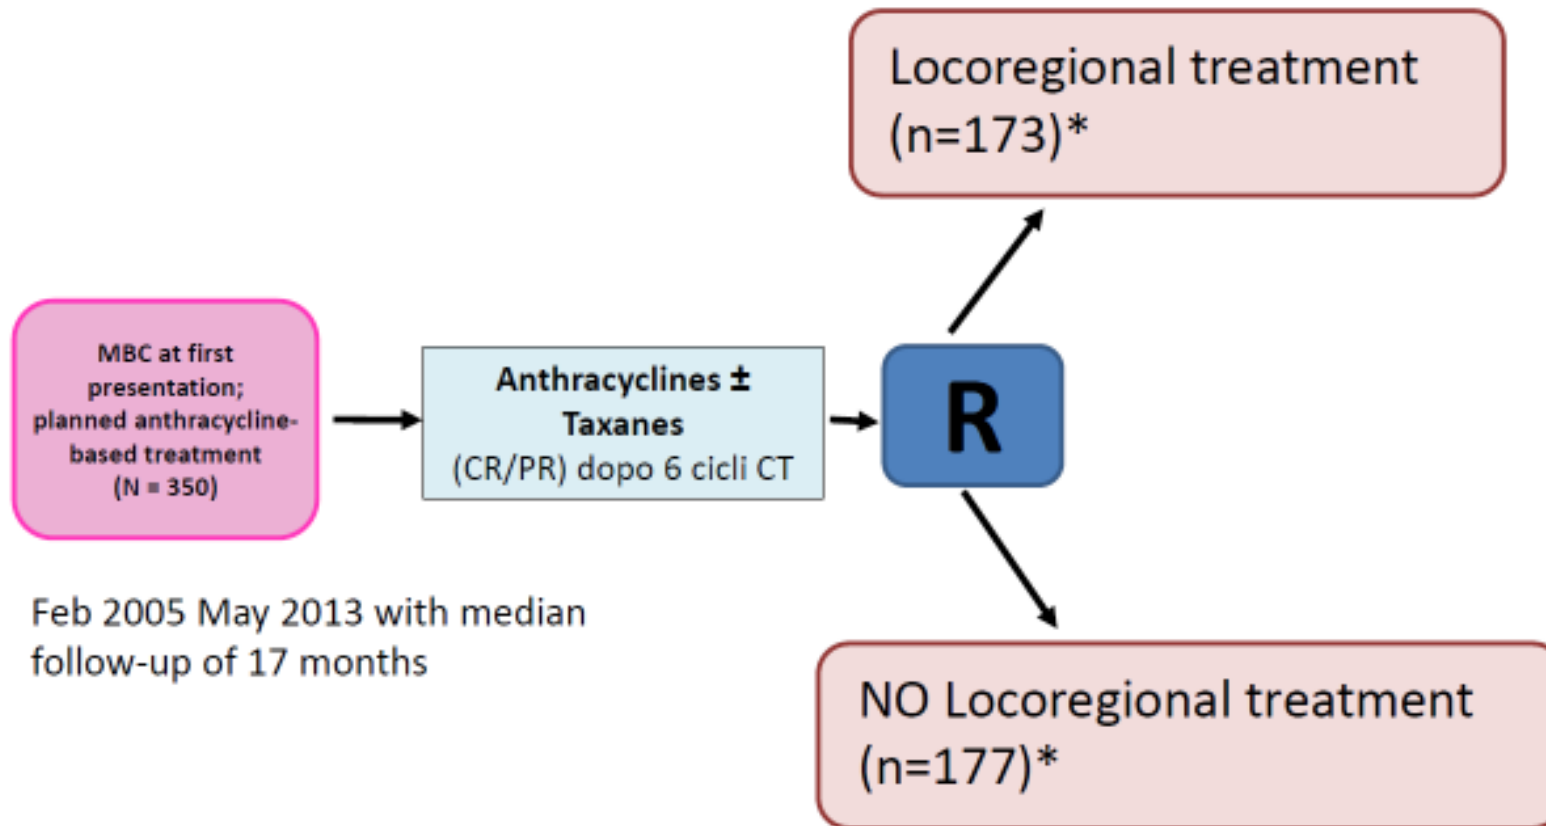 Locoregional treatment
(n=173)*
MBC at first
presentation;
planned anthracycline-
based treatment
(N = 350)
Anthracyclines ±
Taxanes
(CR/PR) dopo 6 cicli CT
R
Feb 2005 May 2013 with median
follow-up of 17 months
NO Locoregional treatment
(n=177)*